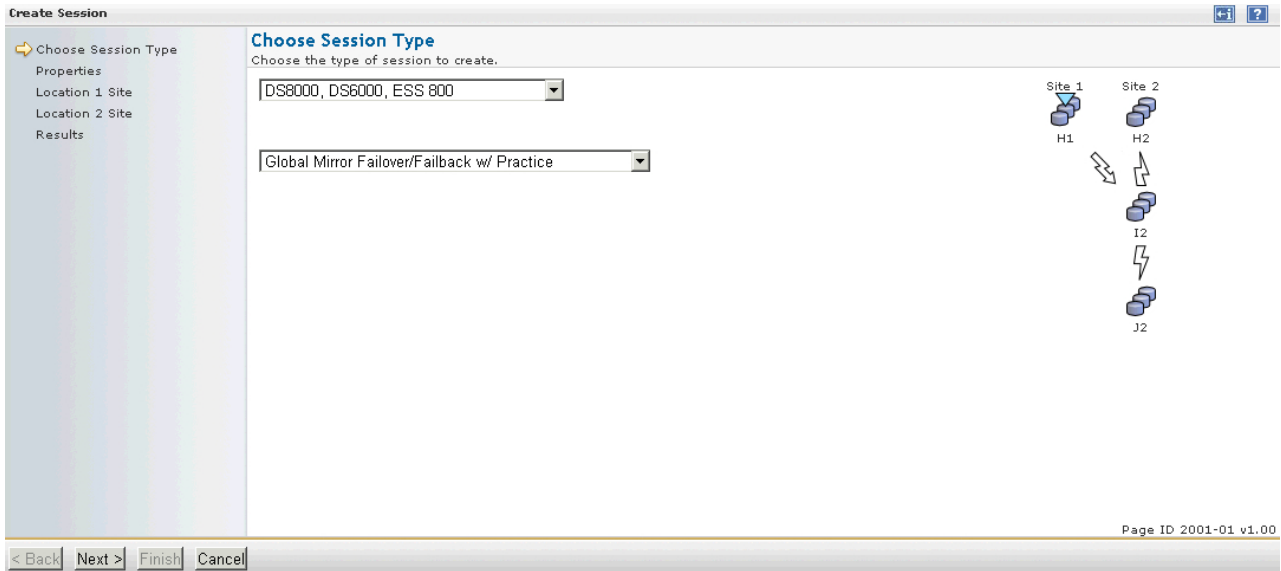 Create Session
?
Choose Session Type
Properties
Location 1 Site
Location 2 Site
Results
Choose Session Type
Choose the type of session to create.
DS8000, DS6000, ESS 800
Global Mirror Failover/Failback w/ Practice
Site 1 Site 2
H1 H2
I2
J2
Page ID 2001-01 v1.00
< Back Next > Finish Cancel